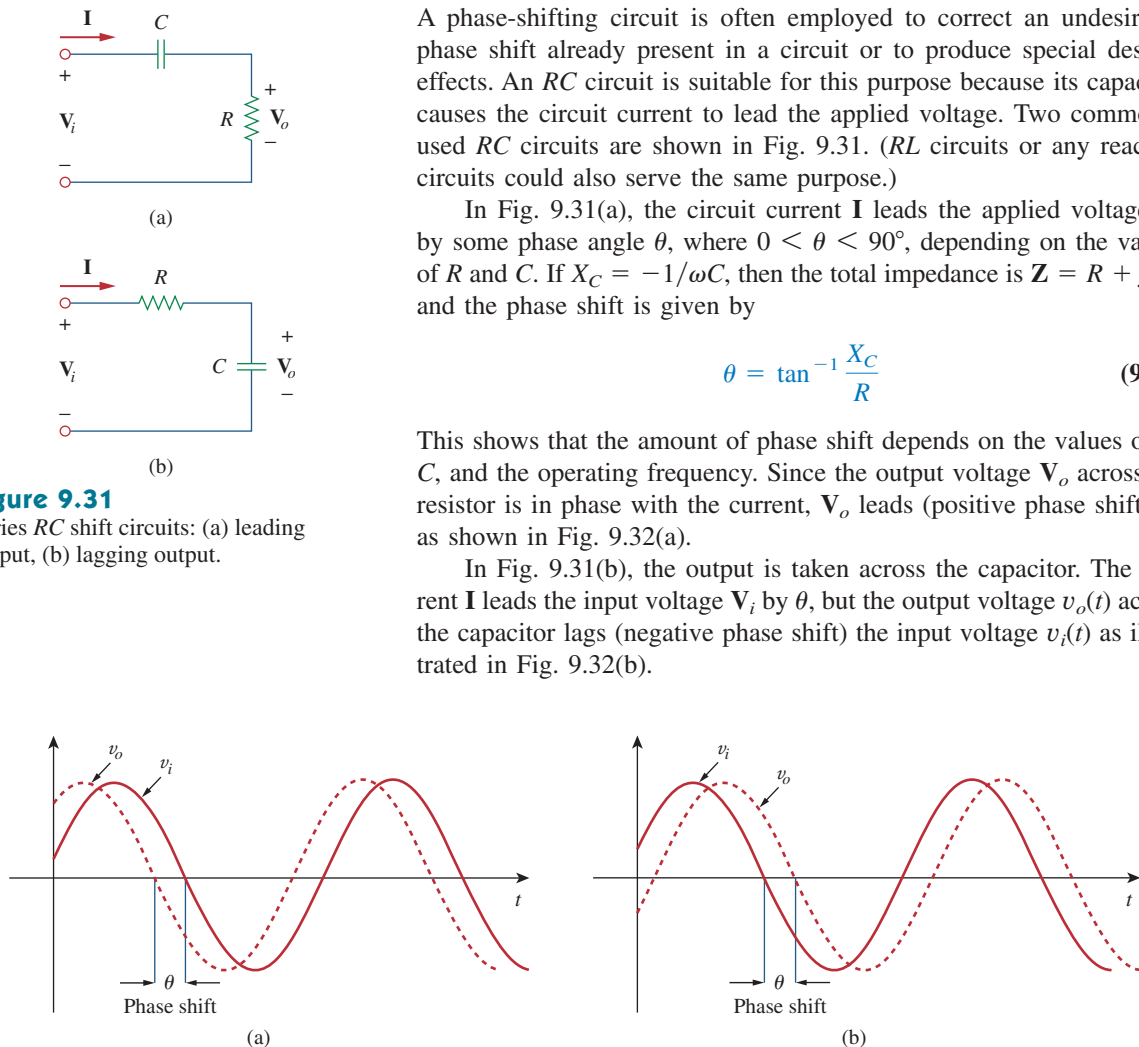 I
C
+
V_i
R
+
V_o
−
−
(a)
I
R
+
V_i
C
+
V_o
−
−
(b)
gure 9.31
ries RC shift circuits: (a) leading
put, (b) lagging output.
A phase-shifting circuit is often employed to correct an undesir
phase shift already present in a circuit or to produce special des
effects. An RC circuit is suitable for this purpose because its capac
causes the circuit current to lead the applied voltage. Two commo
used RC circuits are shown in Fig. 9.31. (RL circuits or any reac
circuits could also serve the same purpose.)
In Fig. 9.31(a), the circuit current I leads the applied voltage
by some phase angle θ, where 0 < θ < 90°, depending on the va
of R and C. If X_C = −1/ωC, then the total impedance is Z = R +
and the phase shift is given by
θ = tan⁻¹ X_C/R (9
This shows that the amount of phase shift depends on the values o
C, and the operating frequency. Since the output voltage V_o across
resistor is in phase with the current, V_o leads (positive phase shift
as shown in Fig. 9.32(a).
In Fig. 9.31(b), the output is taken across the capacitor. The
rent I leads the input voltage V_i by θ, but the output voltage v_o(t) ac
the capacitor lags (negative phase shift) the input voltage v_i(t) as il
trated in Fig. 9.32(b).
v_o
v_i
t
θ
Phase shift
(a)
v_i
v_o
t
θ
Phase shift
(b)